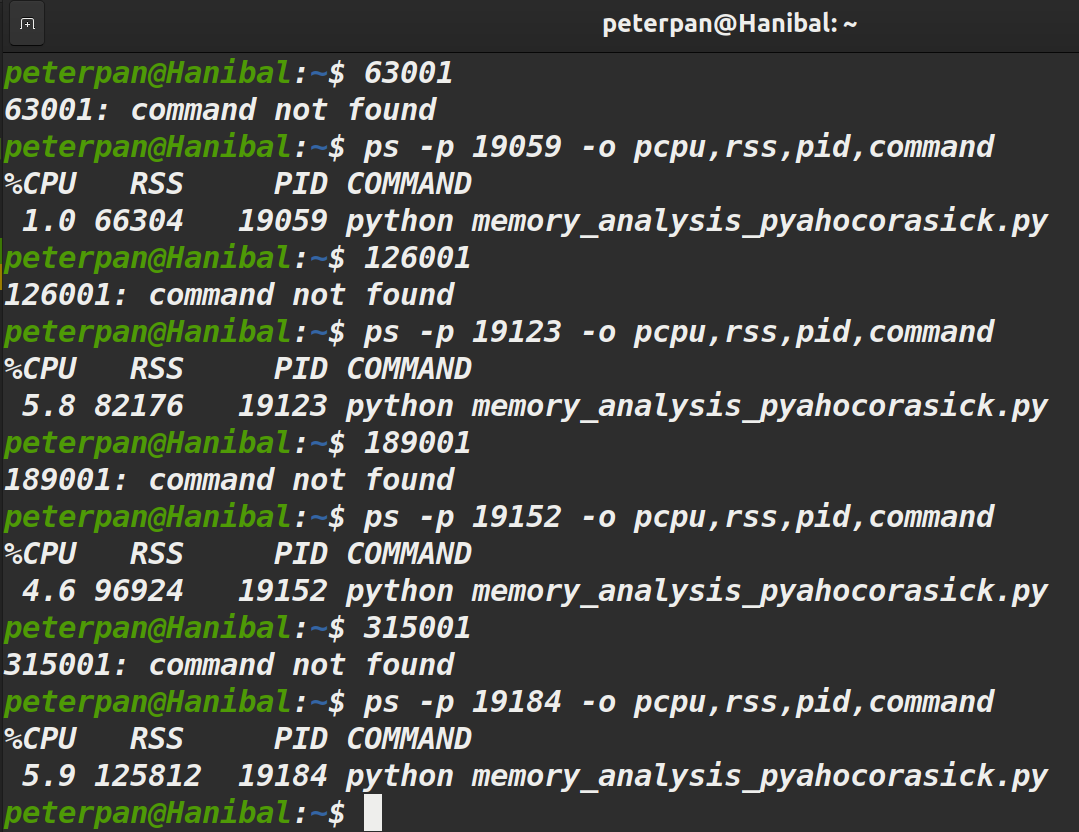 peterpan@Hanibal: ~
peterpan@Hanibal:~$ 63001
63001: command not found
peterpan@Hanibal:~$ ps -p 19059 -o pcpu,rss,pid,command
%CPU   RSS     PID COMMAND
 1.0 66304   19059 python memory_analysis_pyahocorasick.py
peterpan@Hanibal:~$ 126001
126001: command not found
peterpan@Hanibal:~$ ps -p 19123 -o pcpu,rss,pid,command
%CPU   RSS     PID COMMAND
 5.8 82176   19123 python memory_analysis_pyahocorasick.py
peterpan@Hanibal:~$ 189001
189001: command not found
peterpan@Hanibal:~$ ps -p 19152 -o pcpu,rss,pid,command
%CPU   RSS     PID COMMAND
 4.6 96924   19152 python memory_analysis_pyahocorasick.py
peterpan@Hanibal:~$ 315001
315001: command not found
peterpan@Hanibal:~$ ps -p 19184 -o pcpu,rss,pid,command
%CPU   RSS     PID COMMAND
 5.9 125812  19184 python memory_analysis_pyahocorasick.py
peterpan@Hanibal:~$